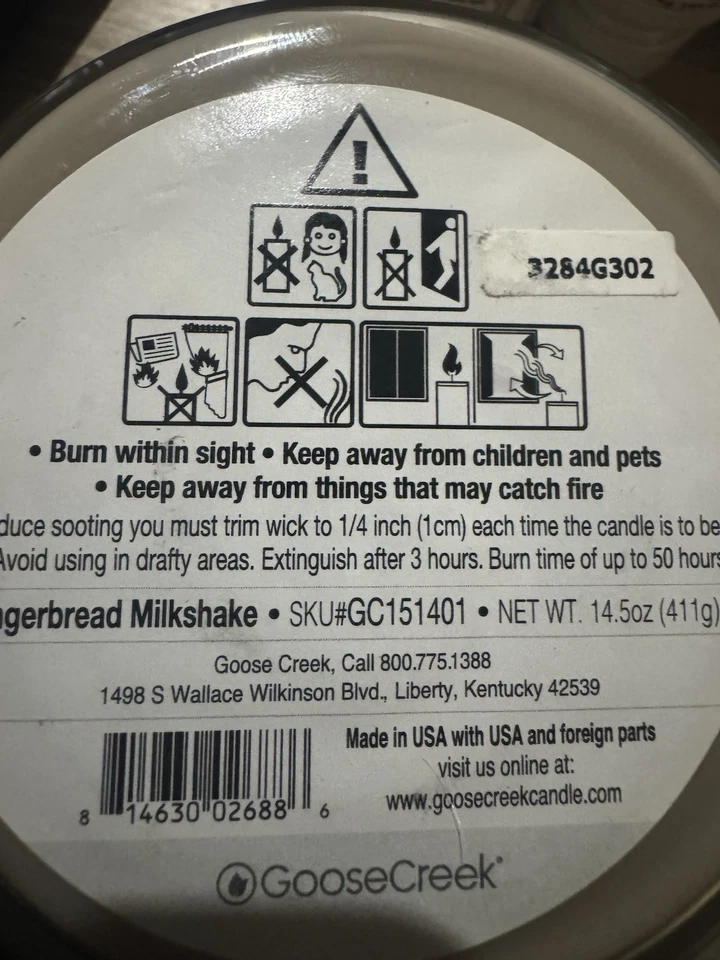 3284G302
• Burn within sight • Keep away from children and pets
• Keep away from things that may catch fire
duce sooting you must trim wick to 1/4 inch (1cm) each time the candle is to be
Avoid using in drafty areas. Extinguish after 3 hours. Burn time of up to 50 hours
gerbread Milkshake • SKU#GC151401 • NET WT. 14.5oz (411g)
Goose Creek, Call 800.775.1388
1498 S Wallace Wilkinson Blvd., Liberty, Kentucky 42539
Made in USA with USA and foreign parts
visit us online at:
www.goosecreekcandle.com
8 14630 02688 6
GooseCreek